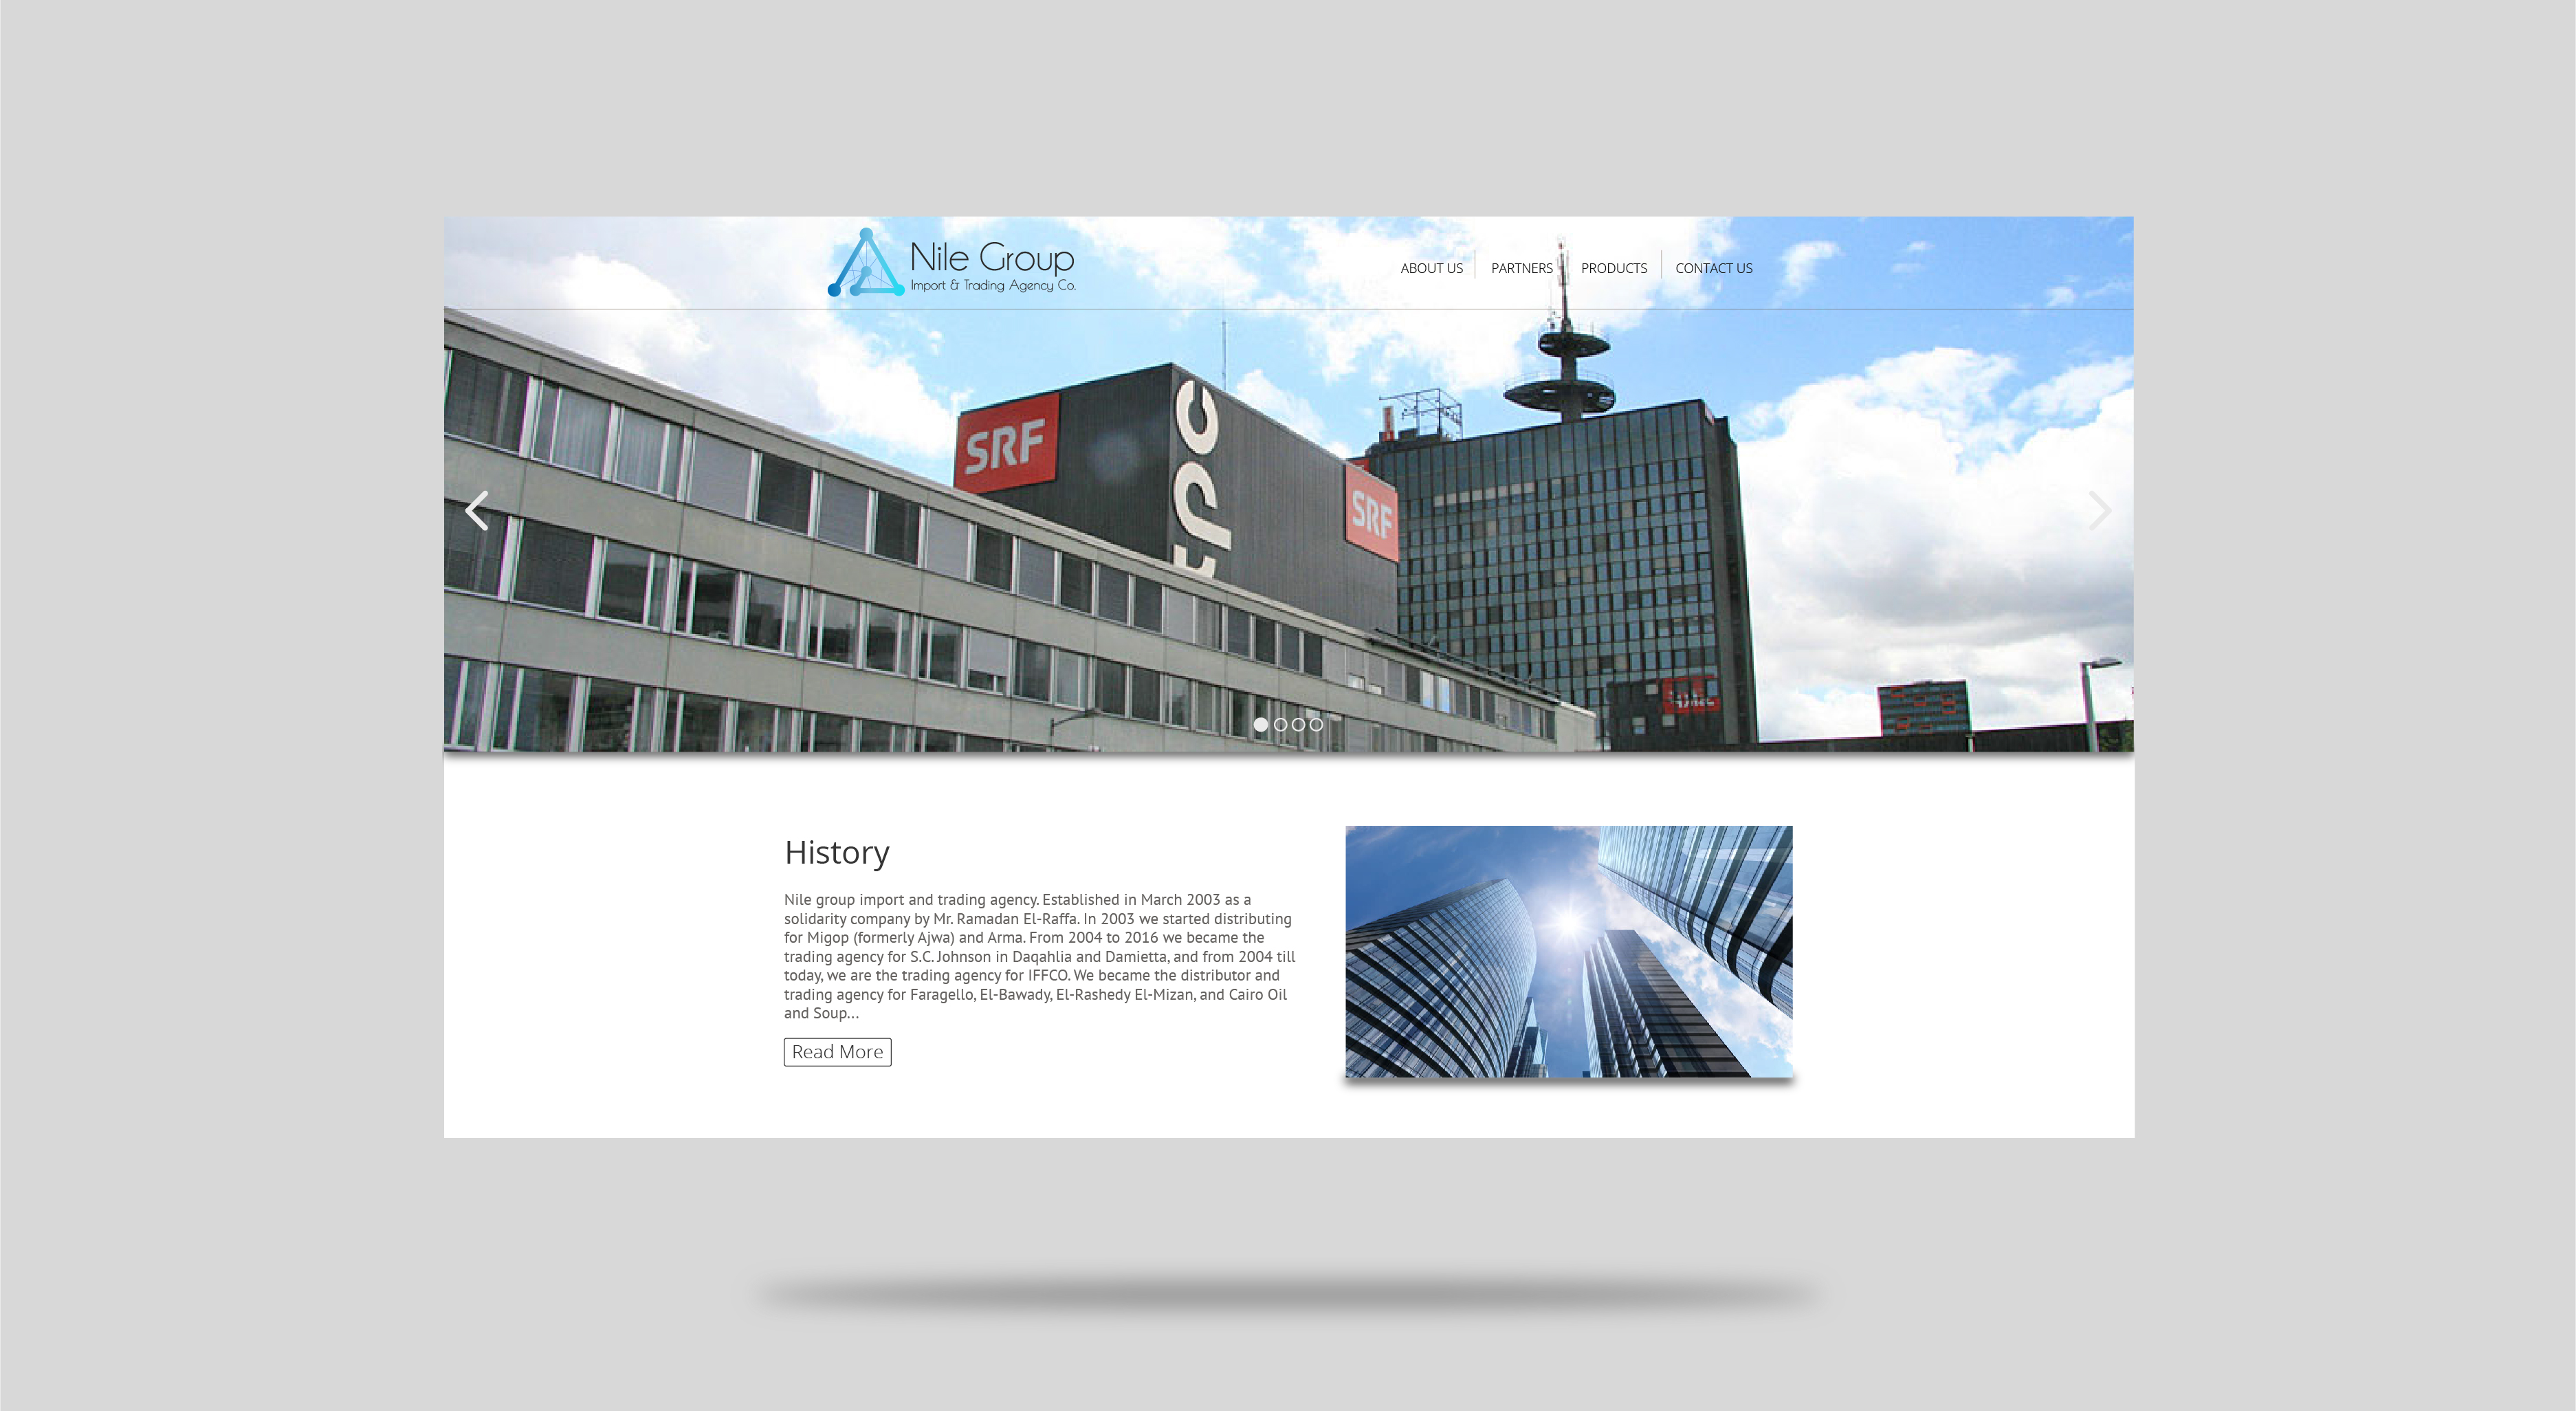 Nile Group
Import & Trading Agency Co.
ABOUT US
PARTNERS
PRODUCTS
CONTACT US
SRF
tpc
SRF
History
Nile group import and trading agency. Established in March 2003 as a
solidarity company by Mr. Ramadan El-Raffa. In 2003 we started distributing
for Migop (formerly Ajwa) and Arma. From 2004 to 2016 we became the
trading agency for S.C. Johnson in Daqahlia and Damietta, and from 2004 till
today, we are the trading agency for IFFCO. We became the distributor and
trading agency for Faragello, El-Bawady, El-Rashedy El-Mizan, and Cairo Oil
and Soup...
Read More